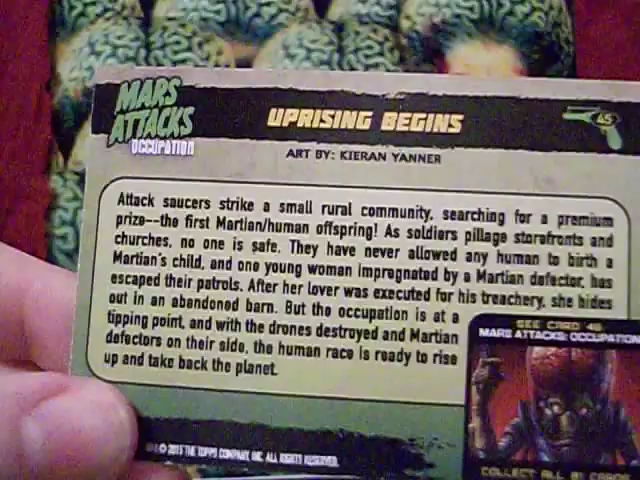 MARS
ATTACKS
OCCUPATION
UPRISING BEGINS
45
ART BY: KIERAN YANNER
Attack saucers strike a small rural community, searching for a premium
prize--the first Martian/human offspring! As soldiers pillage storefronts and
churches, no one is safe. They have never allowed any human to birth a
Martian's child, and one young woman impregnated by a Martian defector, has
escaped their patrols. After her lover was executed for his treachery, she hides
out in an abandoned barn. But the occupation is at a
tipping point, and with the drones destroyed and Martian
defectors on their side, the human race is ready to rise
up and take back the planet.
SEE CARD 46
MARS ATTACKS: OCCUPATION
COLLECT ALL 81 CARDS
© 2015 THE TOPPS COMPANY, INC. ALL RIGHTS RESERVED.